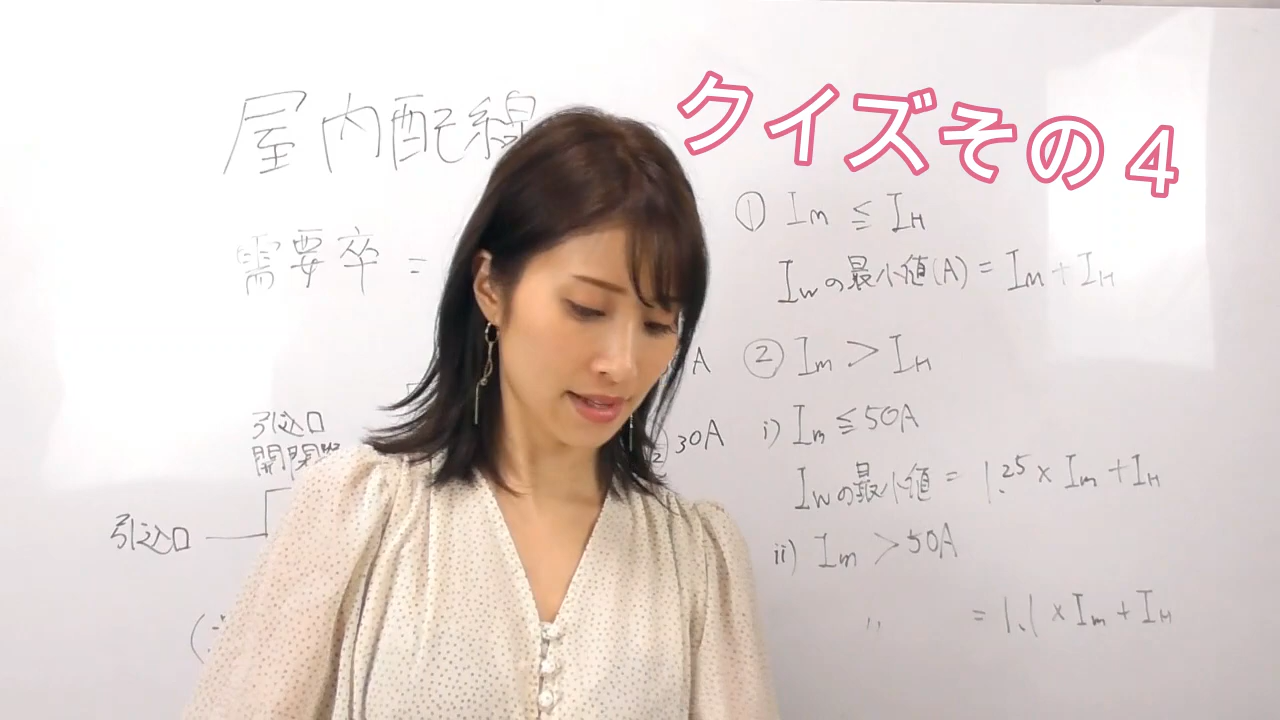 クイズその4
屋内配線
需要率 =
A
30A
引込口
開閉器
引込口
① Im ≦ IH
Iwの最小値(A) = Im + IH
② Im > IH
i) Im ≦ 50A
Iwの最小値 = 1.25 × Im + IH
ii) Im > 50A
〃 = 1.1 × Im + IH